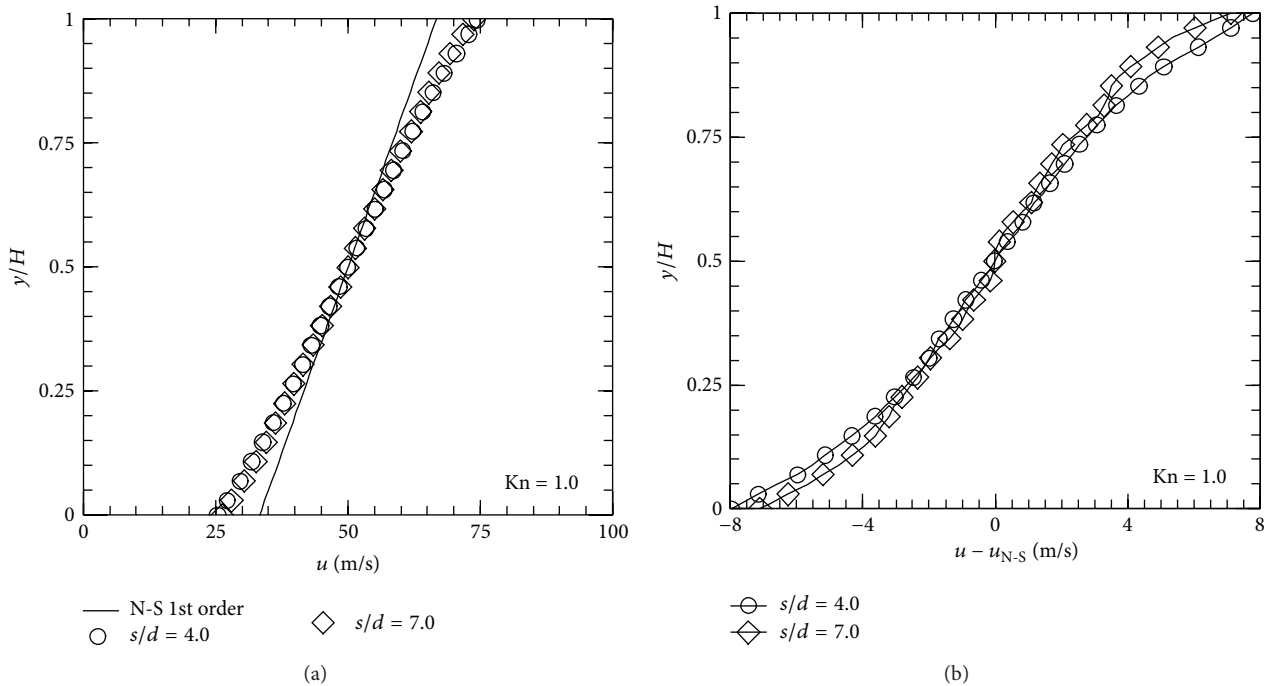 1
0.75
0.5
0.25
0
y/H
0
25
50
75
100
u (m/s)
Kn = 1.0
N-S 1st order
s/d = 4.0
s/d = 7.0
(a)
1
0.75
0.5
0.25
0
y/H
−8
−4
0
4
8
u − u_N-S (m/s)
Kn = 1.0
s/d = 4.0
s/d = 7.0
(b)